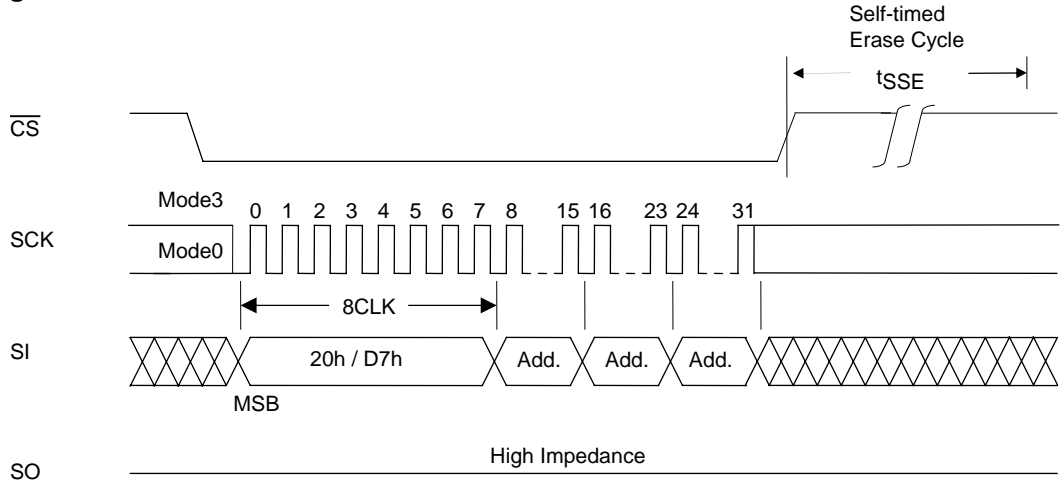 Self-timed
Erase Cycle
tSSE
CS
Mode3
0 1 2 3 4 5 6 7 8 15 16 23 24 31
SCK
Mode0
8CLK
SI
20h / D7h Add. Add. Add.
MSB
High Impedance
SO